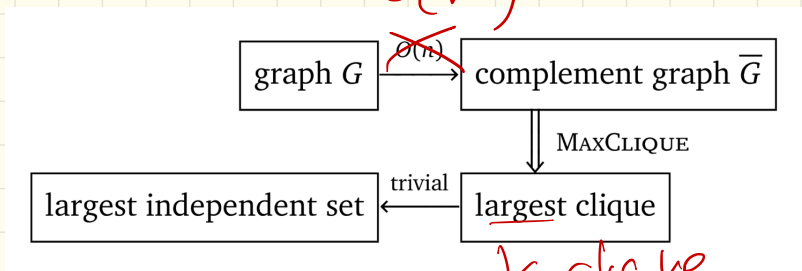 O(n)
graph G
complement graph G̅
MAXCLIQUE
trivial
largest independent set
largest clique